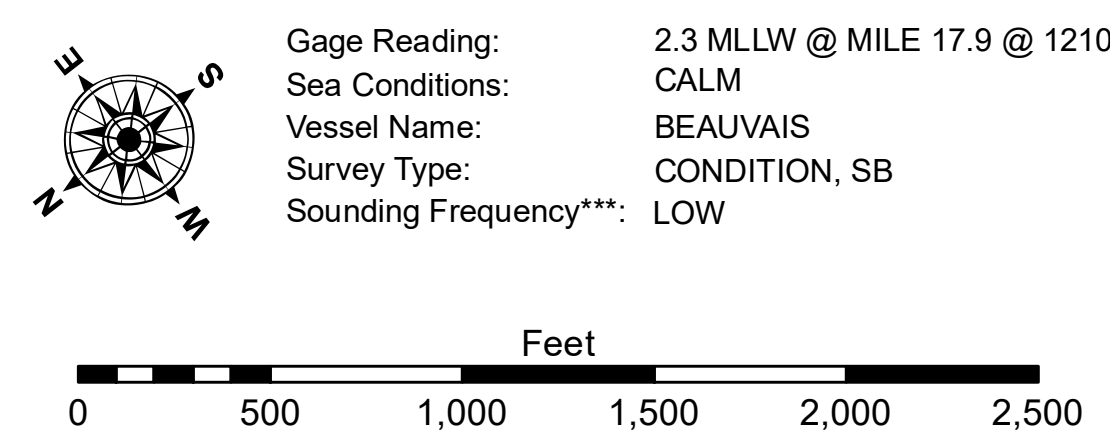 E
S
N
W
Gage Reading: 2.3 MLLW @ MILE 17.9 @ 1210
Sea Conditions: CALM
Vessel Name: BEAUVAIS
Survey Type: CONDITION, SB
Sounding Frequency***: LOW
Feet
0 500 1,000 1,500 2,000 2,500